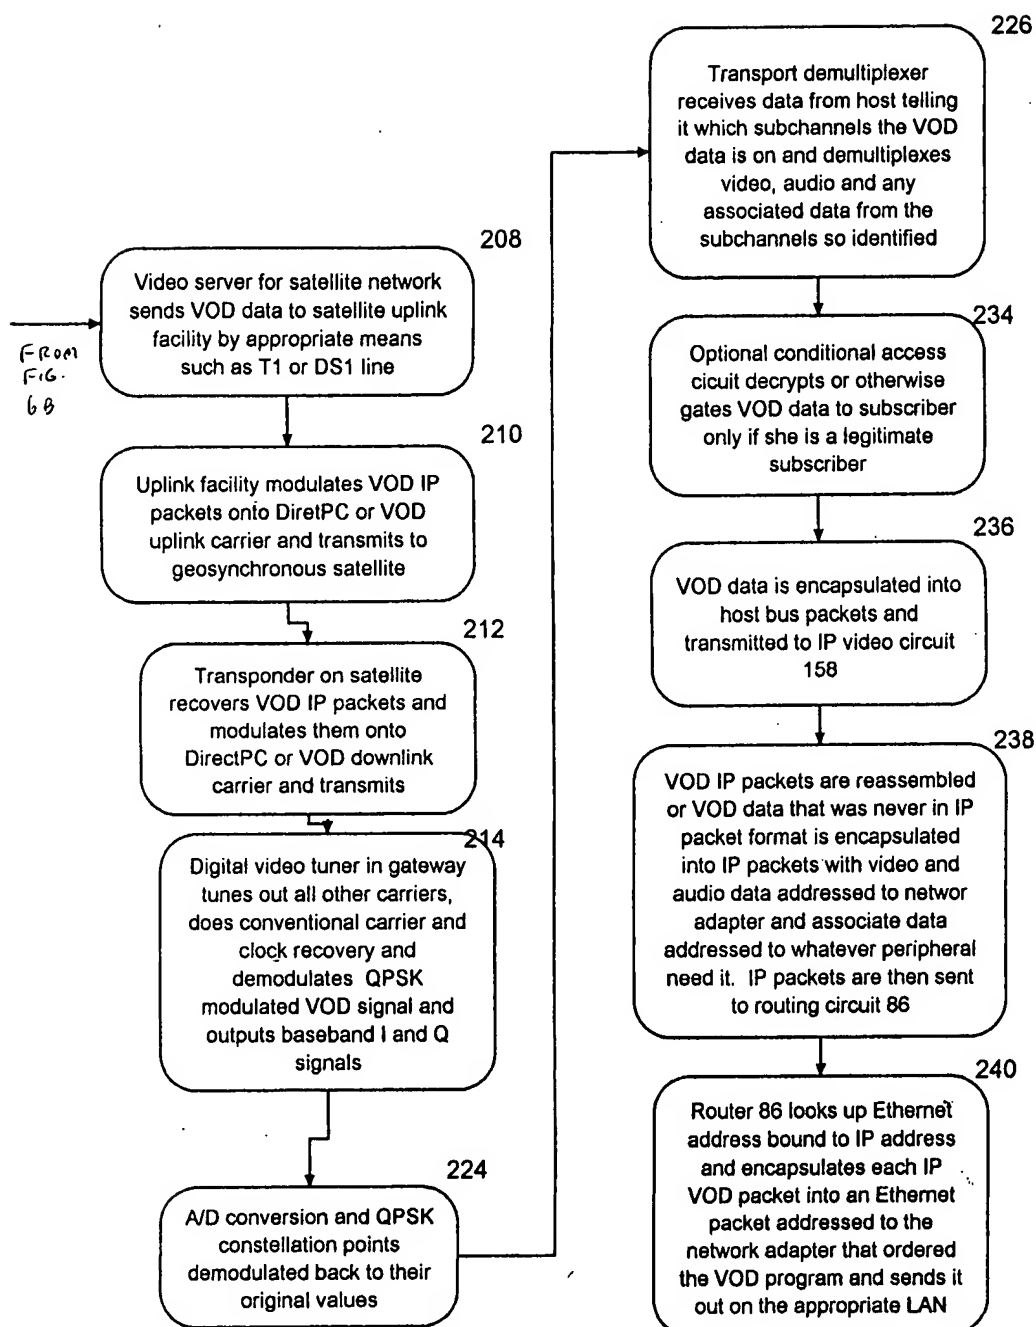 208
Video server for satellite network
sends VOD data to satellite uplink
facility by appropriate means
such as T1 or DS1 line
FROM
FIG.
6B
210
Uplink facility modulates VOD IP
packets onto DiretPC or VOD
uplink carrier and transmits to
geosynchronous satellite
212
Transponder on satellite
recovers VOD IP packets and
modulates them onto
DirectPC or VOD downlink
carrier and transmits
214
Digital video tuner in gateway
tunes out all other carriers,
does conventional carrier and
clock recovery and
demodulates QPSK
modulated VOD signal and
outputs baseband I and Q
signals
224
A/D conversion and QPSK
constellation points
demodulated back to their
original values
226
Transport demultiplexer
receives data from host telling
it which subchannels the VOD
data is on and demultiplexes
video, audio and any
associated data from the
subchannels so identified
234
Optional conditional access
cicuit decrypts or otherwise
gates VOD data to subscriber
only if she is a legitimate
subscriber
236
VOD data is encapsulated into
host bus packets and
transmitted to IP video circuit
158
238
VOD IP packets are reassembled
or VOD data that was never in IP
packet format is encapsulated
into IP packets with video and
audio data addressed to networ
adapter and associate data
addressed to whatever peripheral
need it. IP packets are then sent
to routing circuit 86
240
Router 86 looks up Ethernet
address bound to IP address
and encapsulates each IP
VOD packet into an Ethernet
packet addressed to the
network adapter that ordered
the VOD program and sends it
out on the appropriate LAN